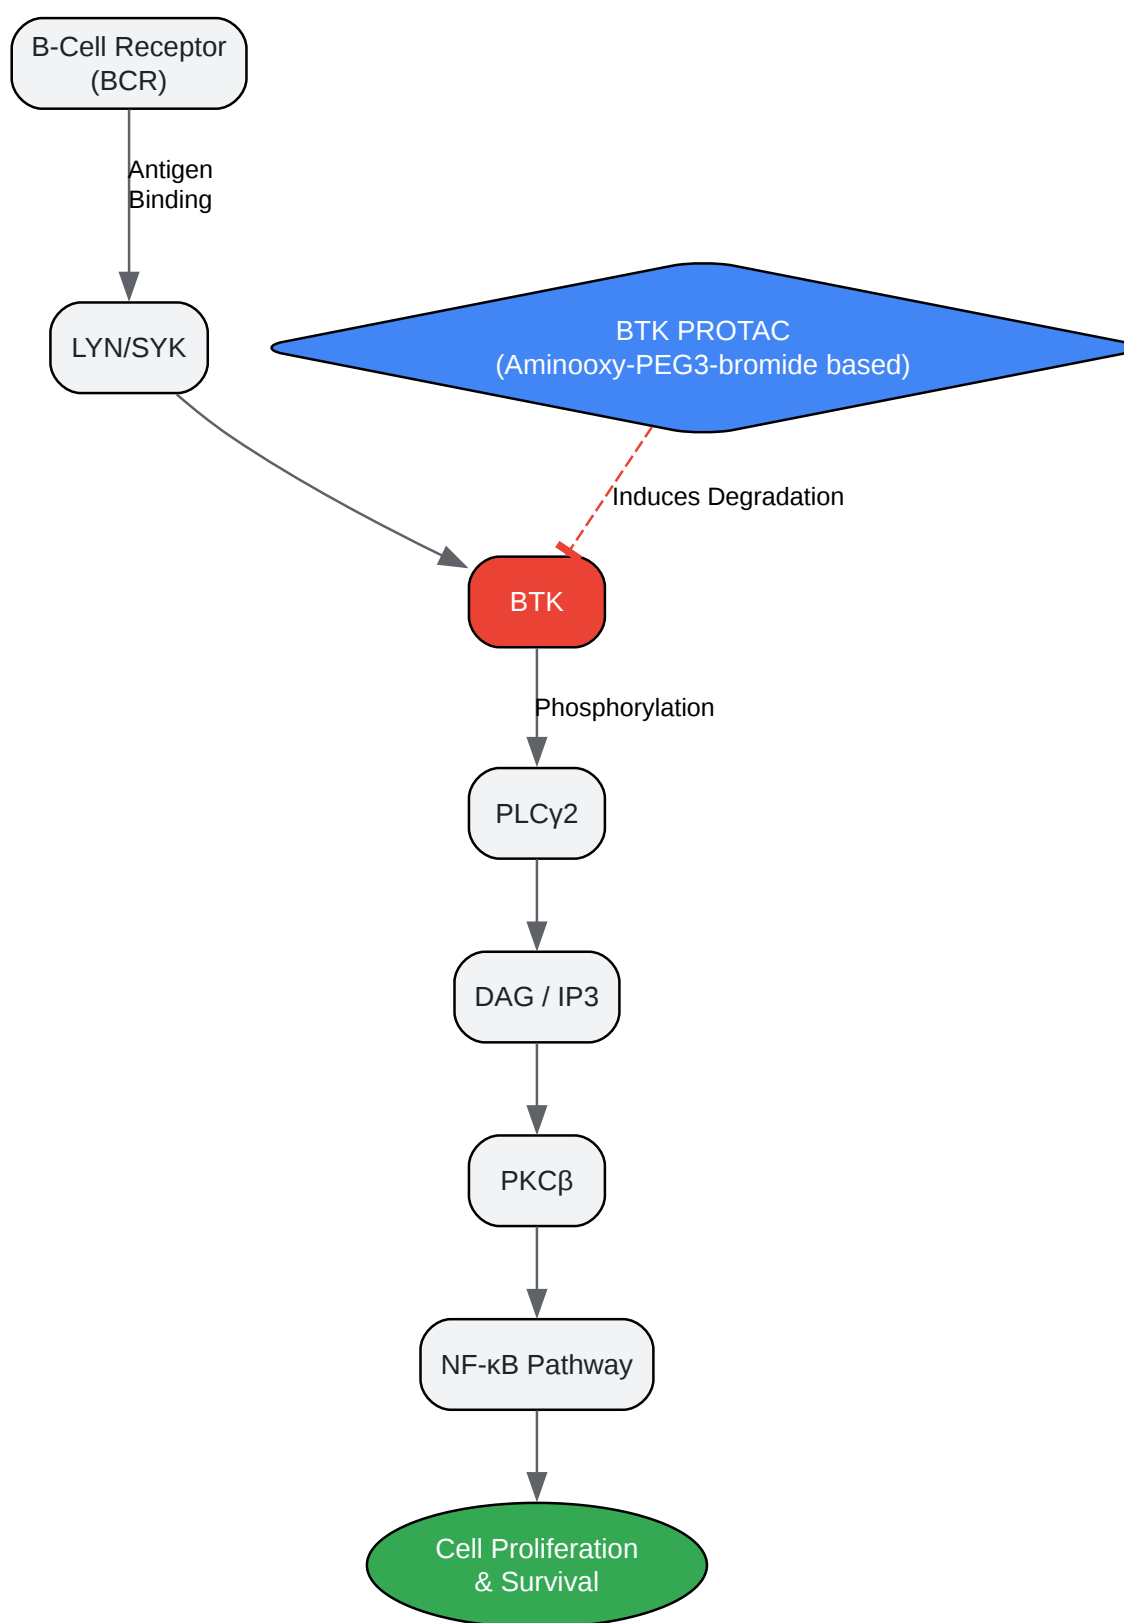 B-Cell Receptor
(BCR)
Antigen
Binding
LYN/SYK
BTK PROTAC
(Aminooxy-PEG3-bromide based)
Induces Degradation
BTK
Phosphorylation
PLCγ2
DAG / IP3
PKCβ
NF-κB Pathway
Cell Proliferation
& Survival